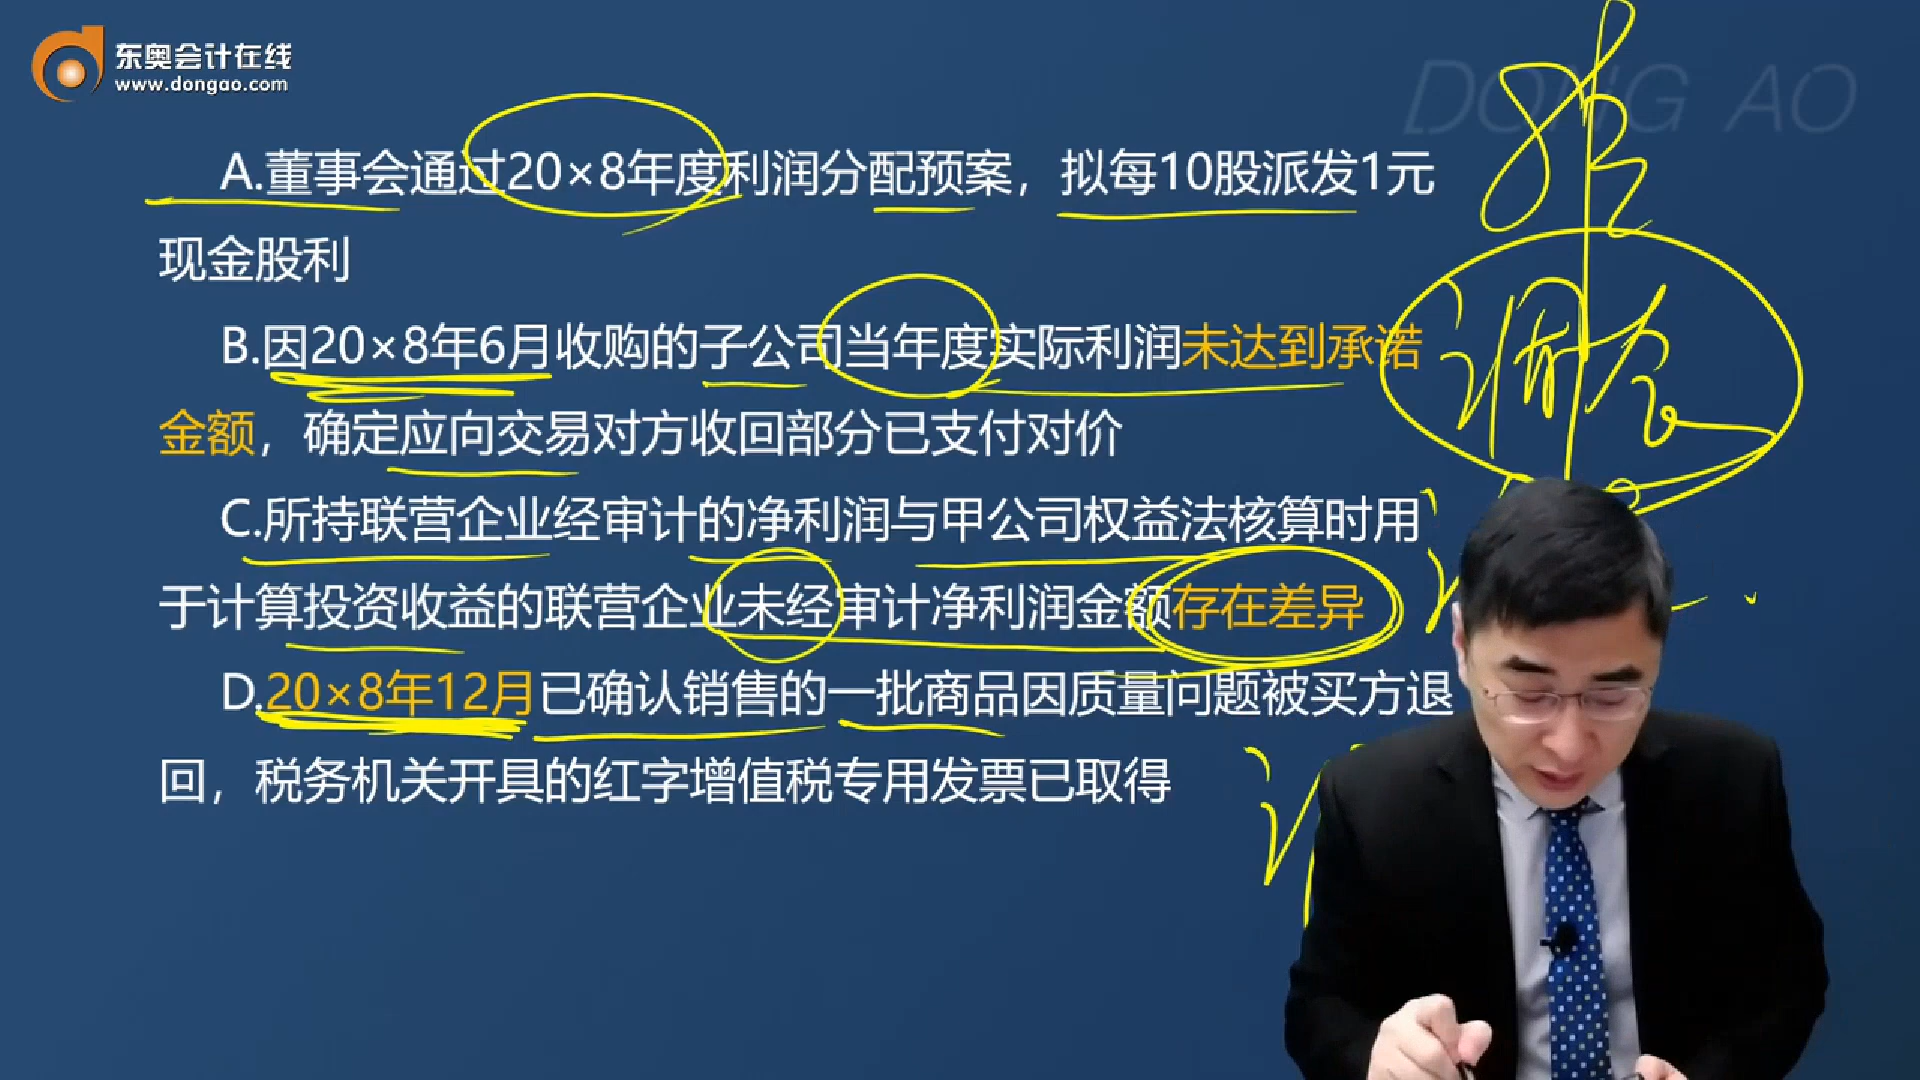 东奥会计在线
www.dongao.com
DONG AO
A.董事会通过20×8年度利润分配预案，拟每10股派发1元
现金股利
B.因20×8年6月收购的子公司当年度实际利润未达到承诺
金额，确定应向交易对方收回部分已支付对价
C.所持联营企业经审计的净利润与甲公司权益法核算时用
于计算投资收益的联营企业未经审计净利润金额存在差异
D.20×8年12月已确认销售的一批商品因质量问题被买方退
回，税务机关开具的红字增值税专用发票已取得